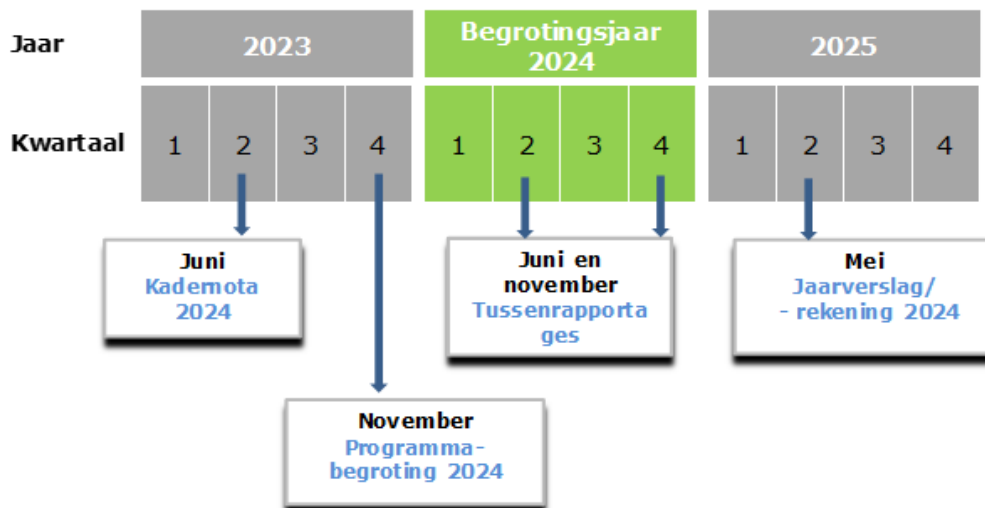 Jaar
2023
Begrotingsjaar
2024
2025
Kwartaal
1 2 3 4
1 2 3 4
1 2 3 4
Juni
Kadernota
2024
Juni en
november
Tussenrapporta
ges
Mei
Jaarverslag/
- rekening 2024
November
Programma-
begroting 2024